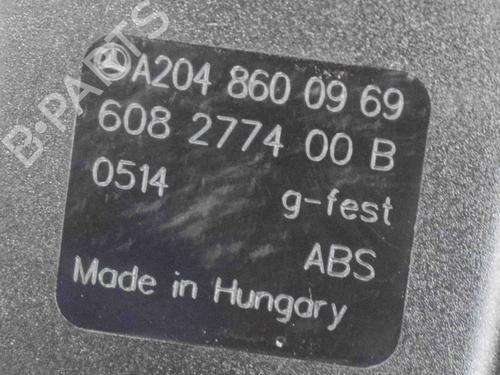 A204 860 09 69
608 2774 00 B
0514 g-fest
ABS
Made in Hungary
B-PARTS